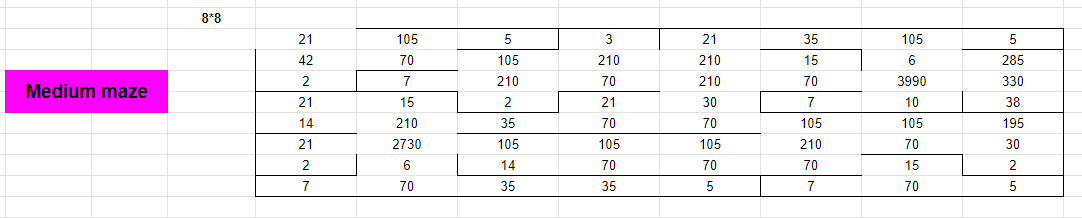 8*8
21 105 5 3 21 35 105 5
42 70 105 210 210 15 6 285
2 7 210 70 210 70 3990 330
Medium maze
21 15 2 21 30 7 10 38
14 210 35 70 70 105 105 195
21 2730 105 105 105 210 70 30
2 6 14 70 70 70 15 2
7 70 35 35 5 7 70 5